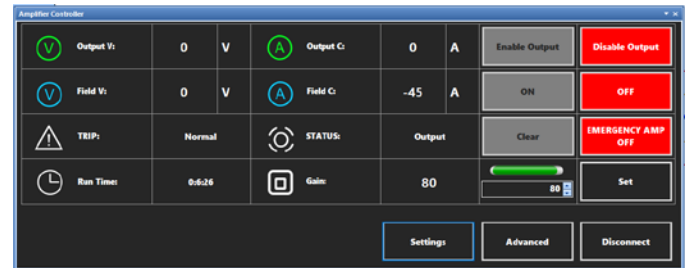 Amplifier Controller
V Output V: 0 V A Output C: 0 A Enable Output Disable Output
V Field V: 0 V A Field C: -45 A ON OFF
TRIP: Normal STATUS: Output Clear EMERGENCY AMP
OFF
Run Time: 0:6:26 Gain: 80 80 Set
Settings Advanced Disconnect